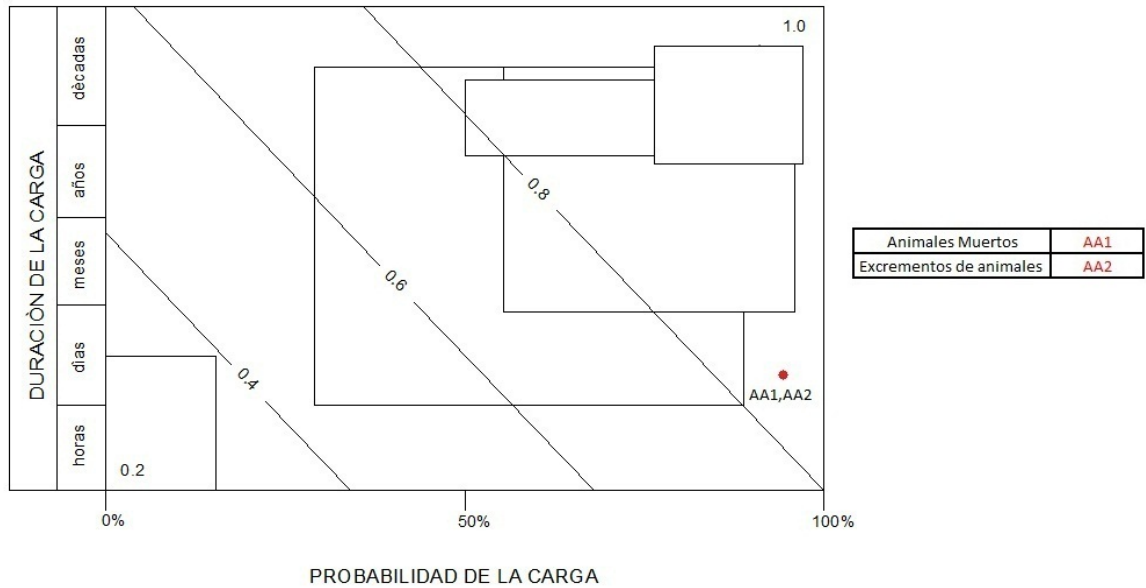 DURACIÒN DE LA CARGA
dècadas
años
meses
días
horas
1.0
0.8
0.6
0.4
0.2
AA1,AA2
0%
50%
100%
PROBABILIDAD DE LA CARGA
Animales Muertos AA1
Excrementos de animales AA2